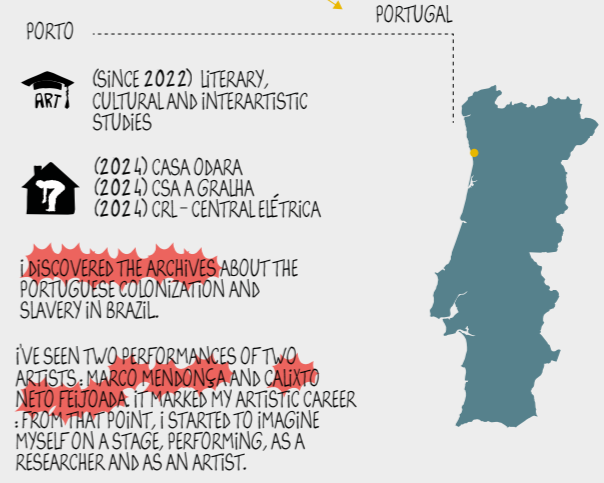 PORTUGAL
PORTO
ART
(SINCE 2022) LITERARY,
CULTURAL AND INTERARTISTIC
STUDIES
(2024) CASA ODARA
(2024) CSA A GRALHA
(2024) CRL – CENTRAL ELÉTRICA
I DISCOVERED THE ARCHIVES ABOUT THE
PORTUGUESE COLONIZATION AND
SLAVERY IN BRAZIL.
I'VE SEEN TWO PERFORMANCES OF TWO
ARTISTS : MARCO MENDONÇA AND CALIXTO
NETO FEIJOADA. IT MARKED MY ARTISTIC CAREER
: FROM THAT POINT, I STARTED TO IMAGINE
MYSELF ON A STAGE, PERFORMING, AS A
RESEARCHER AND AS AN ARTIST.